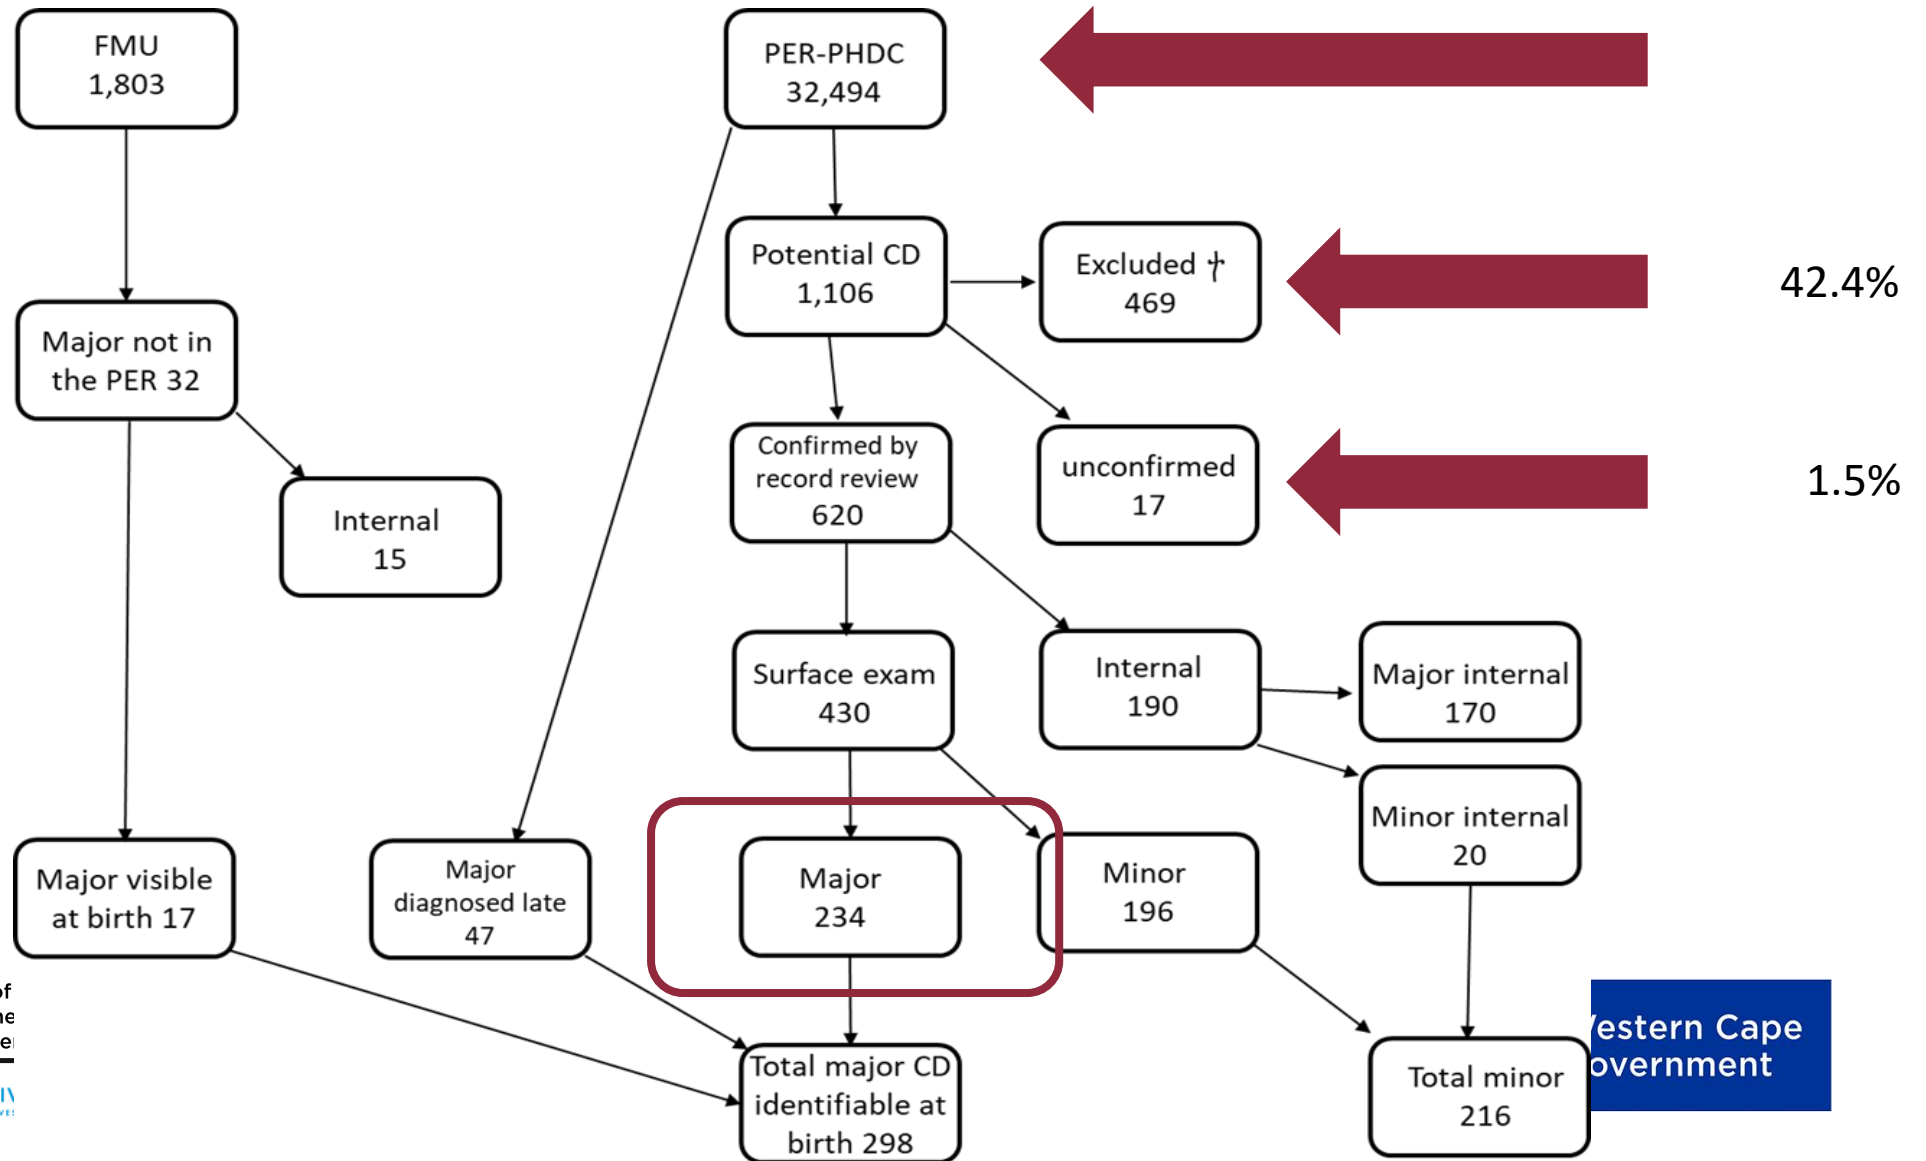 FMU
1,803
PER-PHDC
32,494
Potential CD
1,106
Excluded †
469
42.4%
Major not in
the PER 32
Confirmed by
record review
620
unconfirmed
17
1.5%
Internal
15
Surface exam
430
Internal
190
Major internal
170
Minor internal
20
Major visible
at birth 17
Major
diagnosed late
47
Major
234
Minor
196
Total major CD
identifiable at
birth 298
Total minor
216
of
estern Cape
overnment